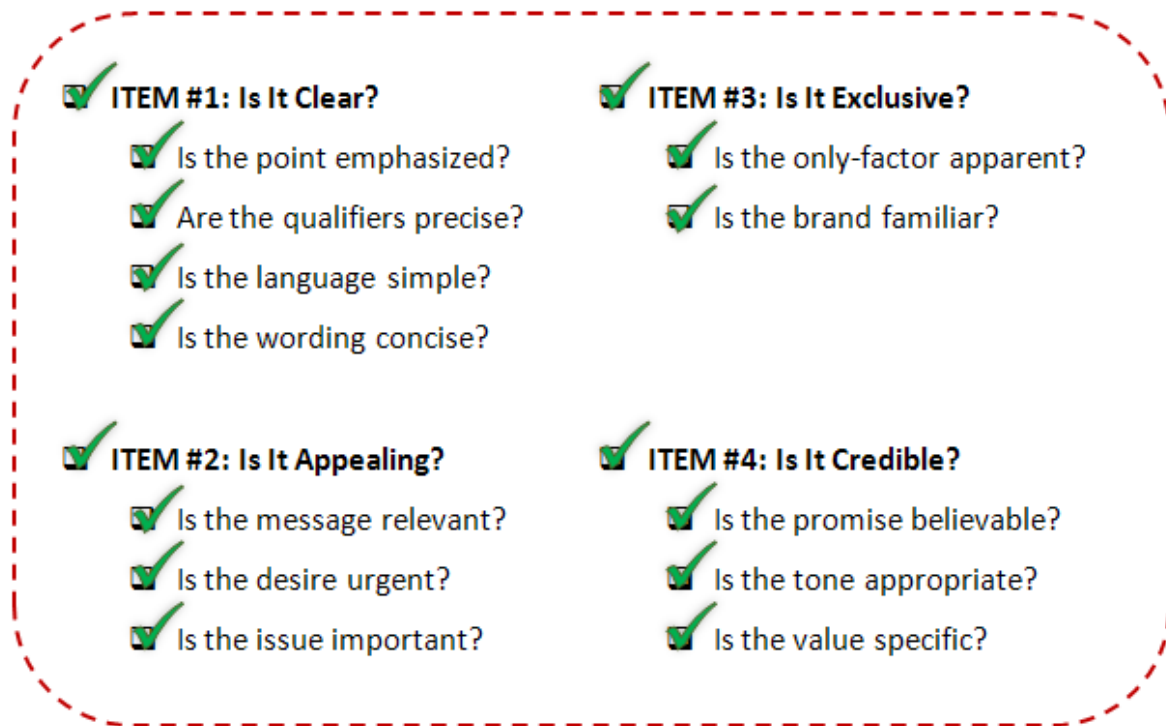 ITEM #1: Is It Clear?
Is the point emphasized?
Are the qualifiers precise?
Is the language simple?
Is the wording concise?
ITEM #2: Is It Appealing?
Is the message relevant?
Is the desire urgent?
Is the issue important?
ITEM #3: Is It Exclusive?
Is the only-factor apparent?
Is the brand familiar?
ITEM #4: Is It Credible?
Is the promise believable?
Is the tone appropriate?
Is the value specific?